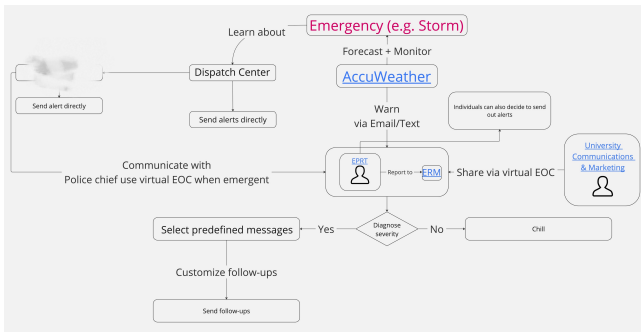 Emergency (e.g. Storm)
Learn about
Forecast + Monitor
Dispatch Center
AccuWeather
Send alert directly
Send alerts directly
Warn
via Email/Text
Individuals can also decide to send
out alerts
University
Communications
& Marketing
Communicate with
Police chief use virtual EOC when emergent
EPRT
Report to
ERM
Share via virtual EOC
Diagnose
severity
Select predefined messages
Yes
No
Chill
Customize follow-ups
Send follow-ups